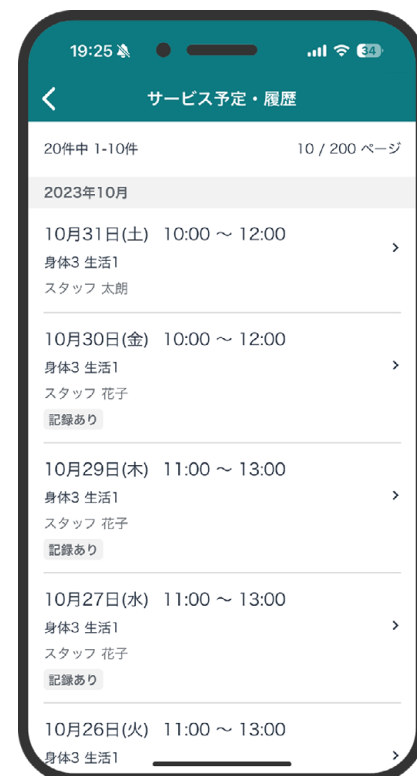 19:25
34
サービス予定・履歴
20件中 1-10件
10 / 200 ページ
2023年10月
10月31日(土) 10:00 〜 12:00
身体3 生活1
スタッフ 太朗
10月30日(金) 10:00 〜 12:00
身体3 生活1
スタッフ 花子
記録あり
10月29日(木) 11:00 〜 13:00
身体3 生活1
スタッフ 花子
記録あり
10月27日(水) 11:00 〜 13:00
身体3 生活1
スタッフ 花子
記録あり
10月26日(火) 11:00 〜 13:00
身体3 生活1